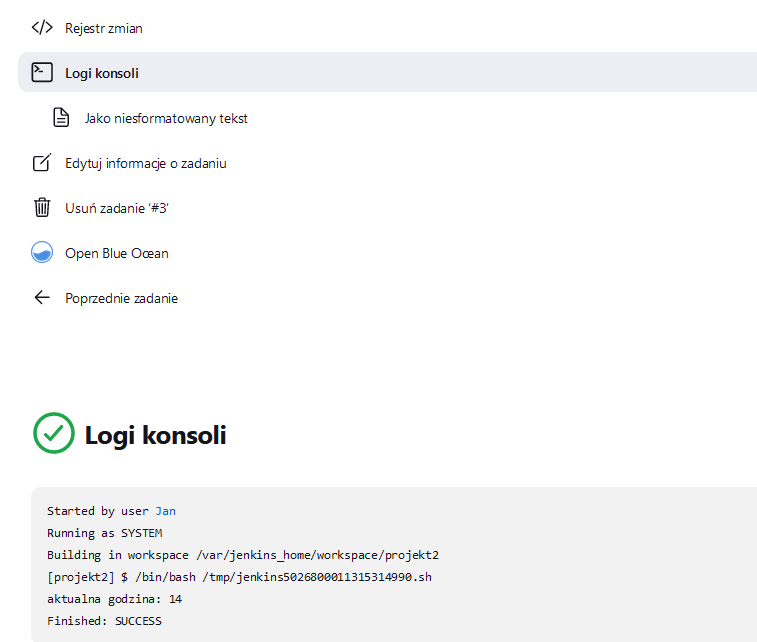 Rejestr zmian
Logi konsoli
Jako niesformatowany tekst
Edytuj informacje o zadaniu
Usuń zadanie ‘#3’
Open Blue Ocean
Poprzednie zadanie
Logi konsoli
Started by user Jan
Running as SYSTEM
Building in workspace /var/jenkins_home/workspace/projekt2
[projekt2] $ /bin/bash /tmp/jenkins5026800011315314990.sh
aktualna godzina: 14
Finished: SUCCESS